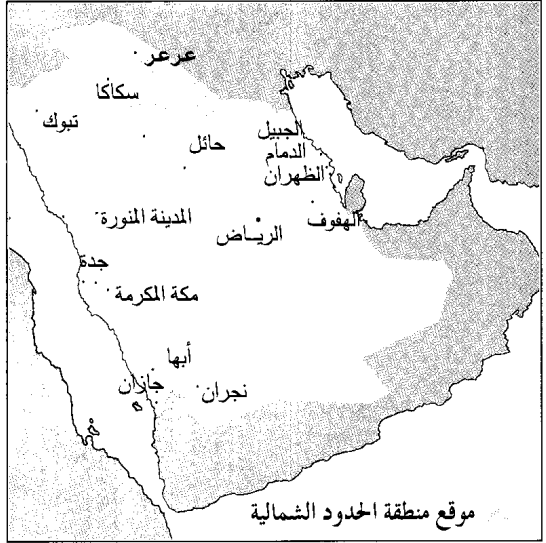 عرعر
سكاكا
تبوك
حائل
الجبيل
الدمام
الظهران
الهفوف
المدينة المنورة
الريـاض
جدة
مكة المكرمة
أبها
جازان
نجران
موقع منطقة الحدود الشمالية